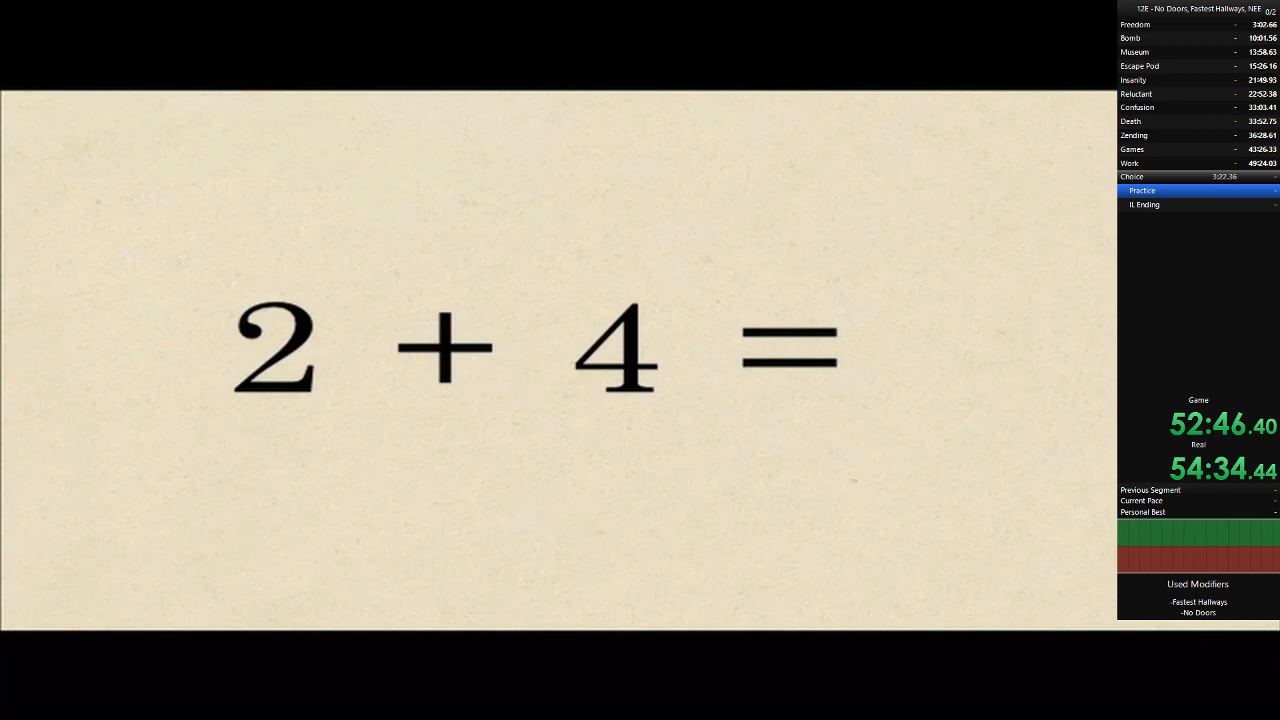 2 + 4 =
12E - No Doors, Fastest Hallways, NEE 0/2
Freedom - 3:02.66
Bomb - 10:01.56
Museum - 13:58.63
Escape Pod - 15:26.16
Insanity - 21:49.93
Reluctant - 22:52.38
Confusion - 33:03.41
Death - 33:52.75
Zending - 36:28.61
Games - 43:26.33
Work - 49:24.03
Choice 3:22.36 -
Practice -
IL Ending -
Game
52:46.40
Real
54:34.44
Previous Segment -
Current Pace -
Personal Best -
Used Modifiers
-Fastest Hallways
-No Doors